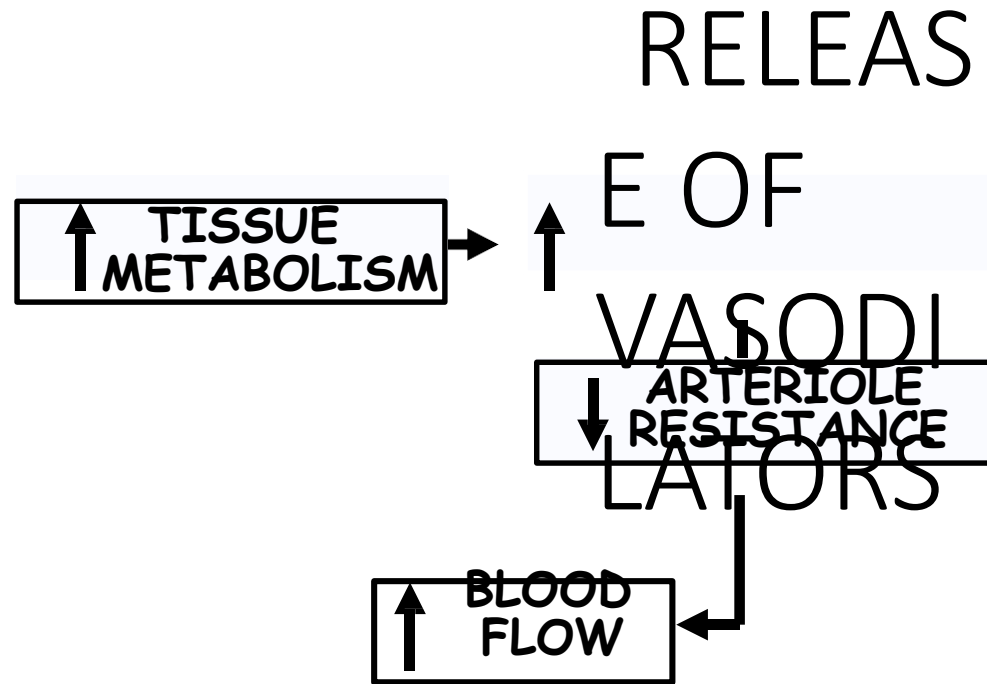 RELEAS
E OF
VASODI
LATORS
TISSUE
METABOLISM
ARTERIOLE
RESISTANCE
BLOOD
FLOW